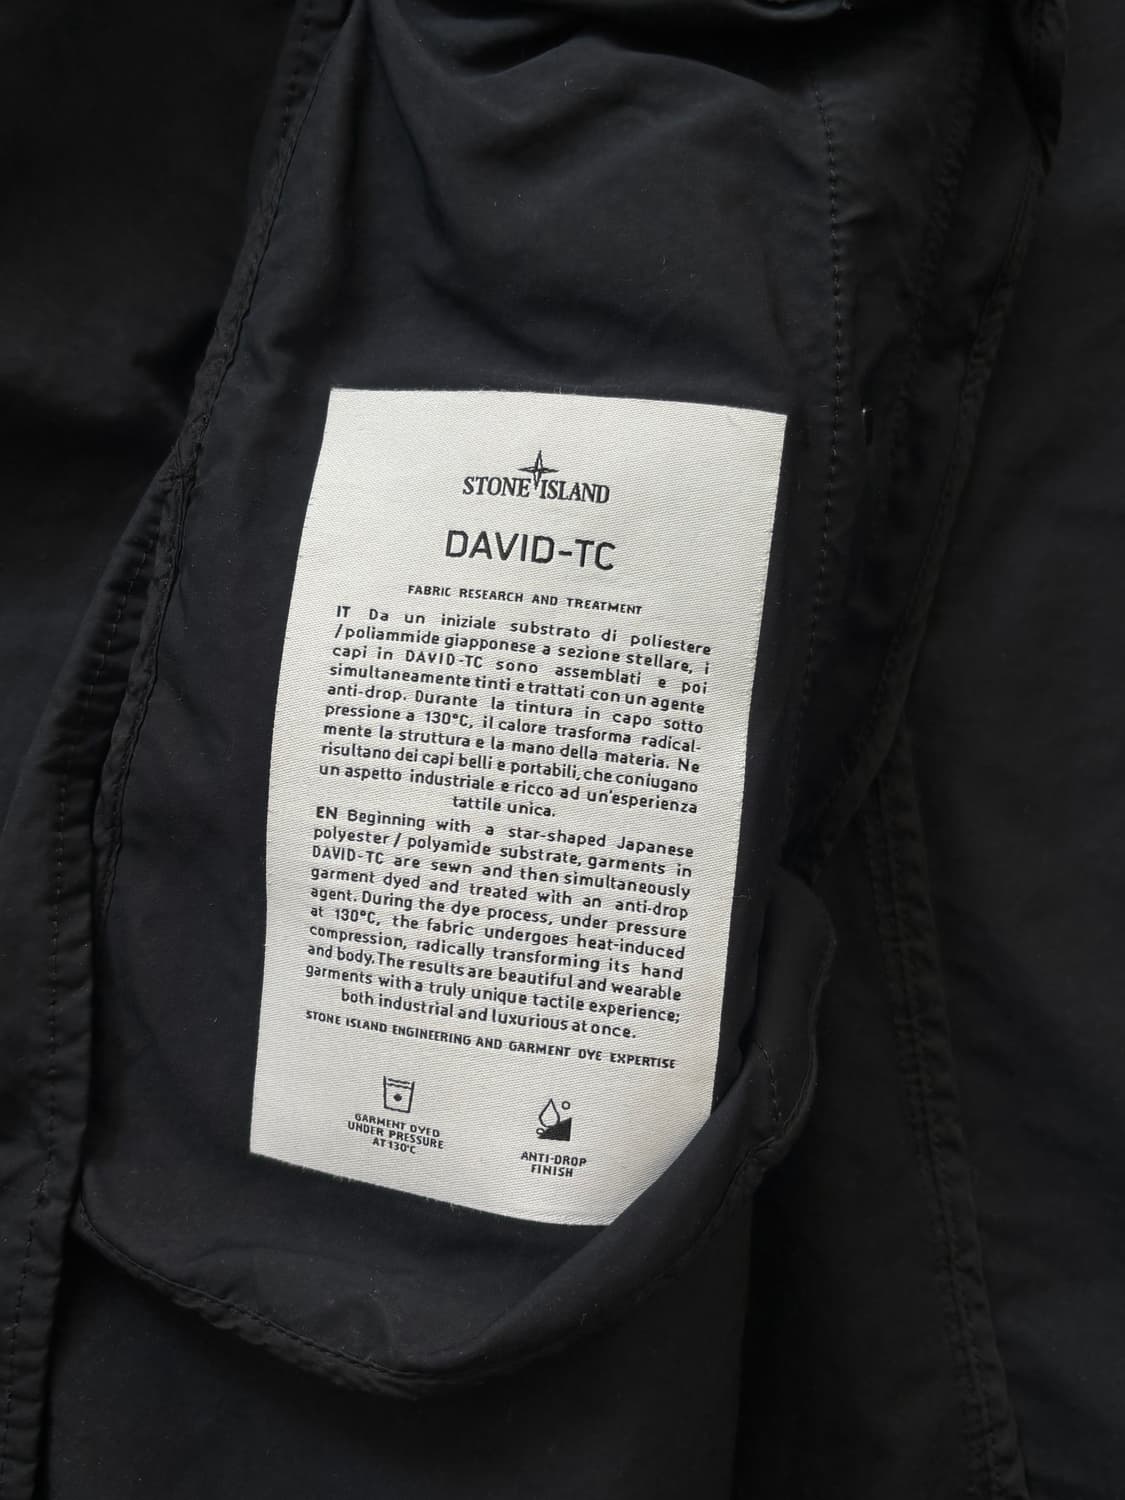 STONE ISLAND
DAVID-TC
FABRIC RESEARCH AND TREATMENT
IT Da un iniziale substrato di poliestere
/poliammide giapponese a sezione stellare, i
capi in DAVID-TC sono assemblati e poi
simultaneamente tinti e trattati con un agente
anti-drop. Durante la tintura in capo sotto
pressione a 130°C, il calore trasforma radical-
mente la struttura e la mano della materia. Ne
risultano dei capi belli e portabili, che coniugano
un aspetto industriale e ricco ad un'esperienza
tattile unica.
EN Beginning with a star-shaped Japanese
polyester / polyamide substrate, garments in
DAVID-TC are sewn and then simultaneously
garment dyed and treated with an anti-drop
agent. During the dye process, under pressure
at 130°C, the fabric undergoes heat-induced
compression, radically transforming its hand
and body. The results are beautiful and wearable
garments with a truly unique tactile experience;
both industrial and luxurious at once.
STONE ISLAND ENGINEERING AND GARMENT DYE EXPERTISE
GARMENT DYED
UNDER PRESSURE
AT 130°C
ANTI-DROP
FINISH